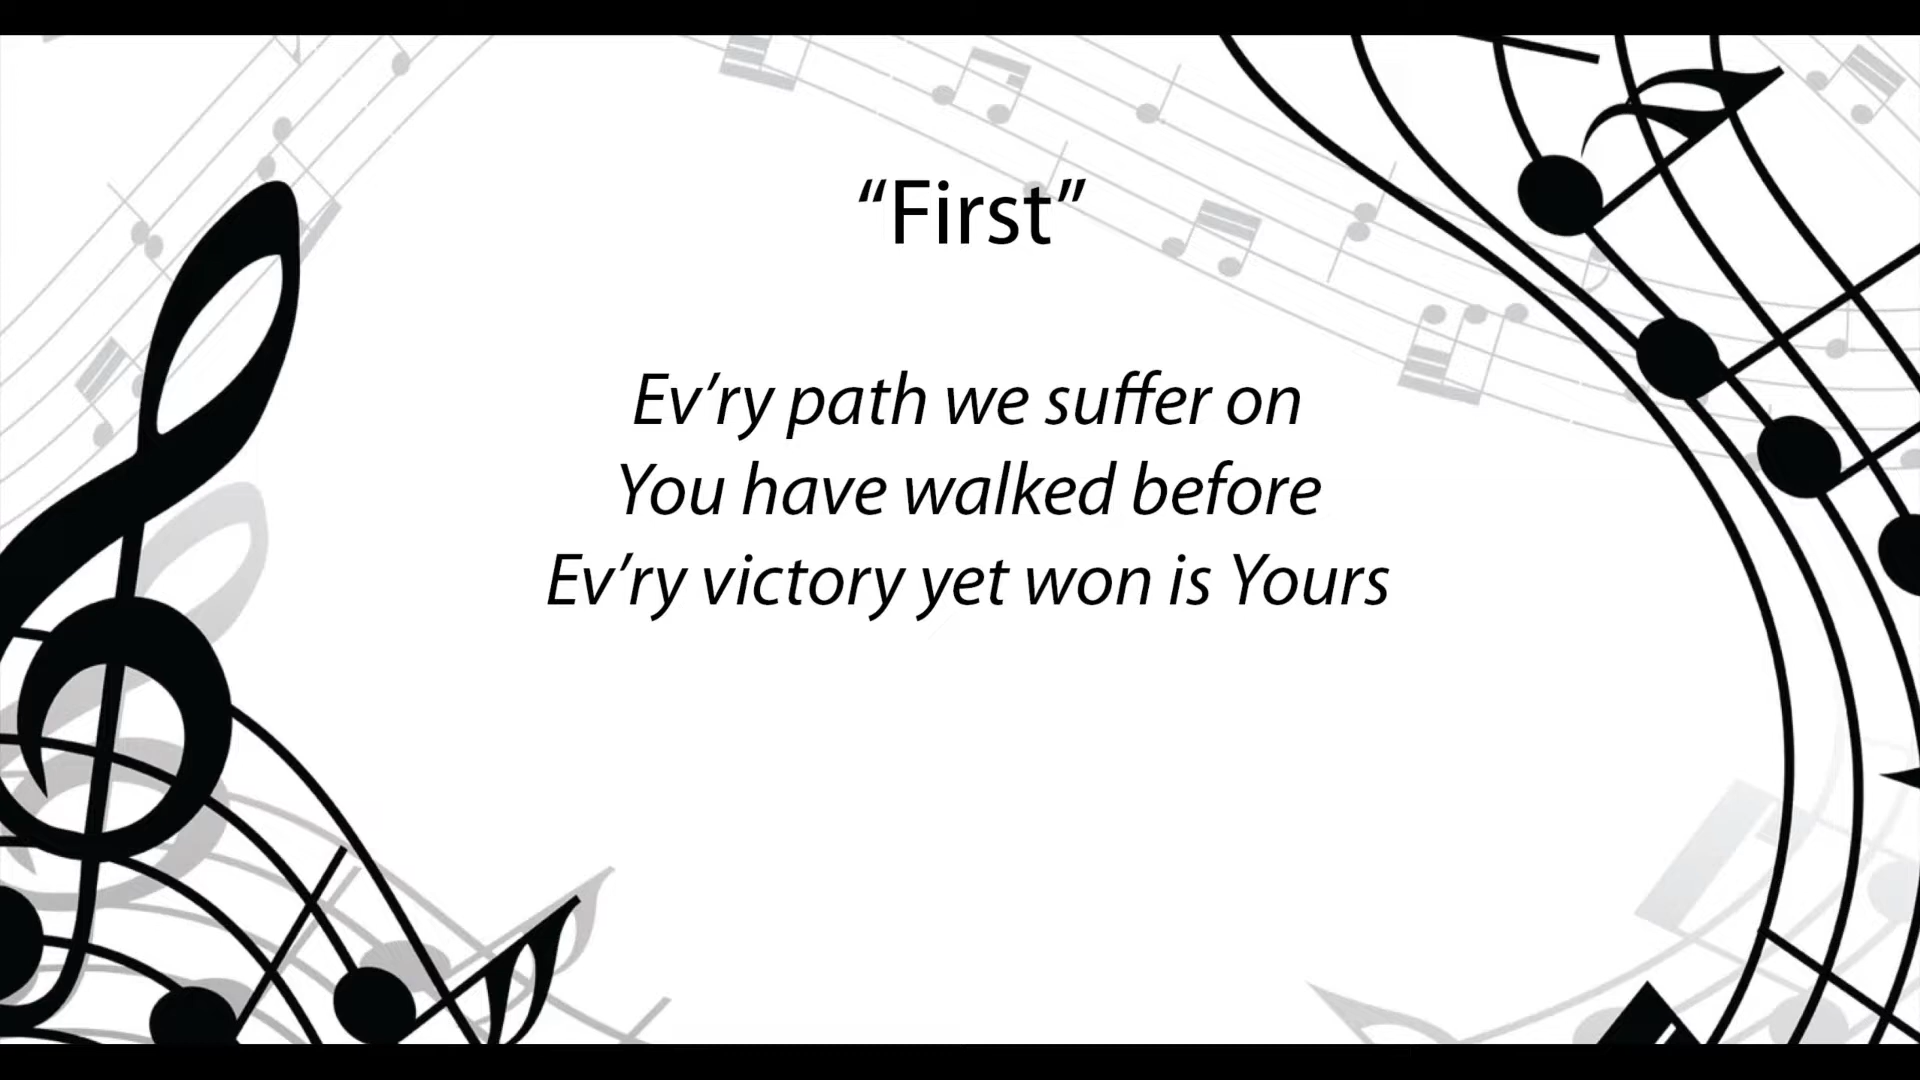 “First”
Ev’ry path we suffer on
You have walked before
Ev’ry victory yet won is Yours